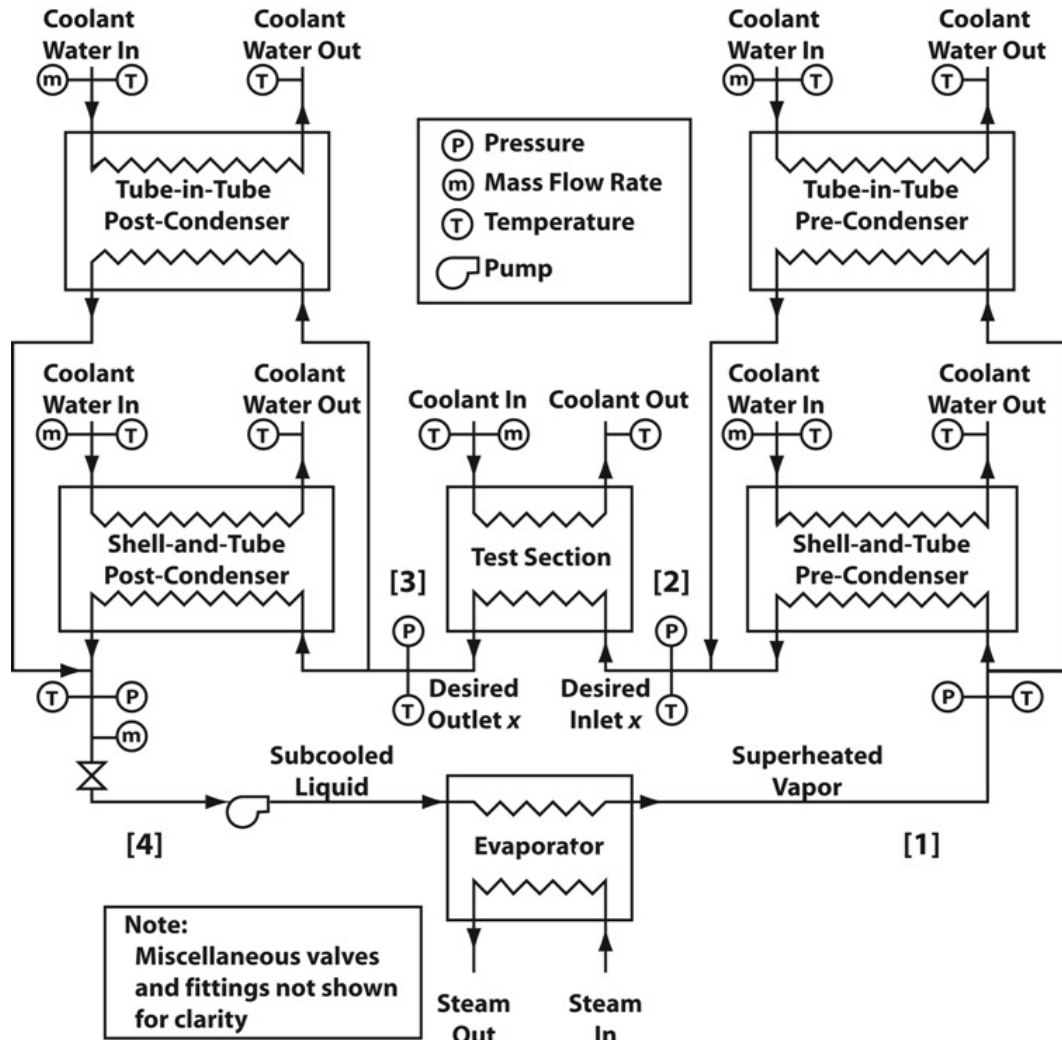 Coolant
Water In
Coolant
Water Out
Coolant
Water In
Coolant
Water Out
m
T
T
m
T
T
P Pressure
m Mass Flow Rate
T Temperature
Pump
Tube-in-Tube
Post-Condenser
Tube-in-Tube
Pre-Condenser
Coolant
Water In
Coolant
Water Out
Coolant In
Coolant Out
Coolant
Water In
Coolant
Water Out
m
T
T
T
m
T
m
T
T
Shell-and-Tube
Post-Condenser
[3]
Test Section
[2]
Shell-and-Tube
Pre-Condenser
P
P
T
P
T
Desired
Outlet x
Desired
Inlet x
T
P
T
m
Subcooled
Liquid
Superheated
Vapor
[4]
Evaporator
[1]
Note:
Miscellaneous valves
and fittings not shown
for clarity
Steam
Out
Steam
In